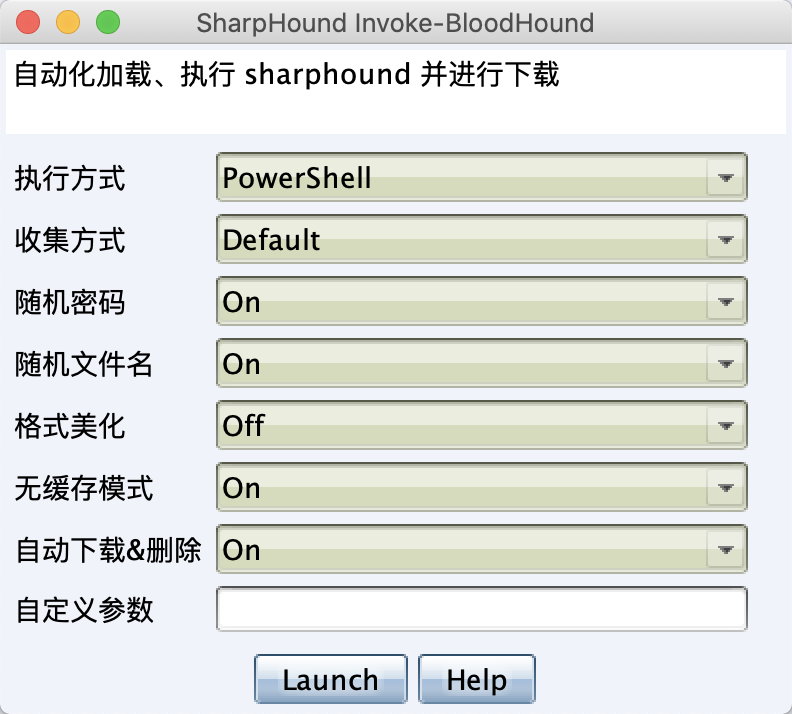 SharpHound Invoke-BloodHound
自动化加载、执行 sharphound 并进行下载
执行方式 PowerShell
收集方式 Default
随机密码 On
随机文件名 On
格式美化 Off
无缓存模式 On
自动下载&删除 On
自定义参数
Launch Help